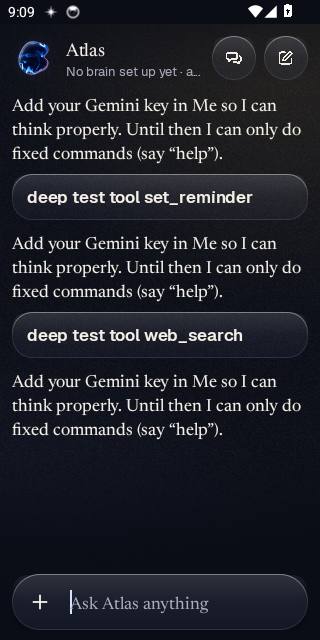 9:09
Atlas
No brain set up yet · a…
Add your Gemini key in Me so I can
think properly. Until then I can only do
fixed commands (say “help”).
deep test tool set_reminder
Add your Gemini key in Me so I can
think properly. Until then I can only do
fixed commands (say “help”).
deep test tool web_search
Add your Gemini key in Me so I can
think properly. Until then I can only do
fixed commands (say “help”).
Ask Atlas anything